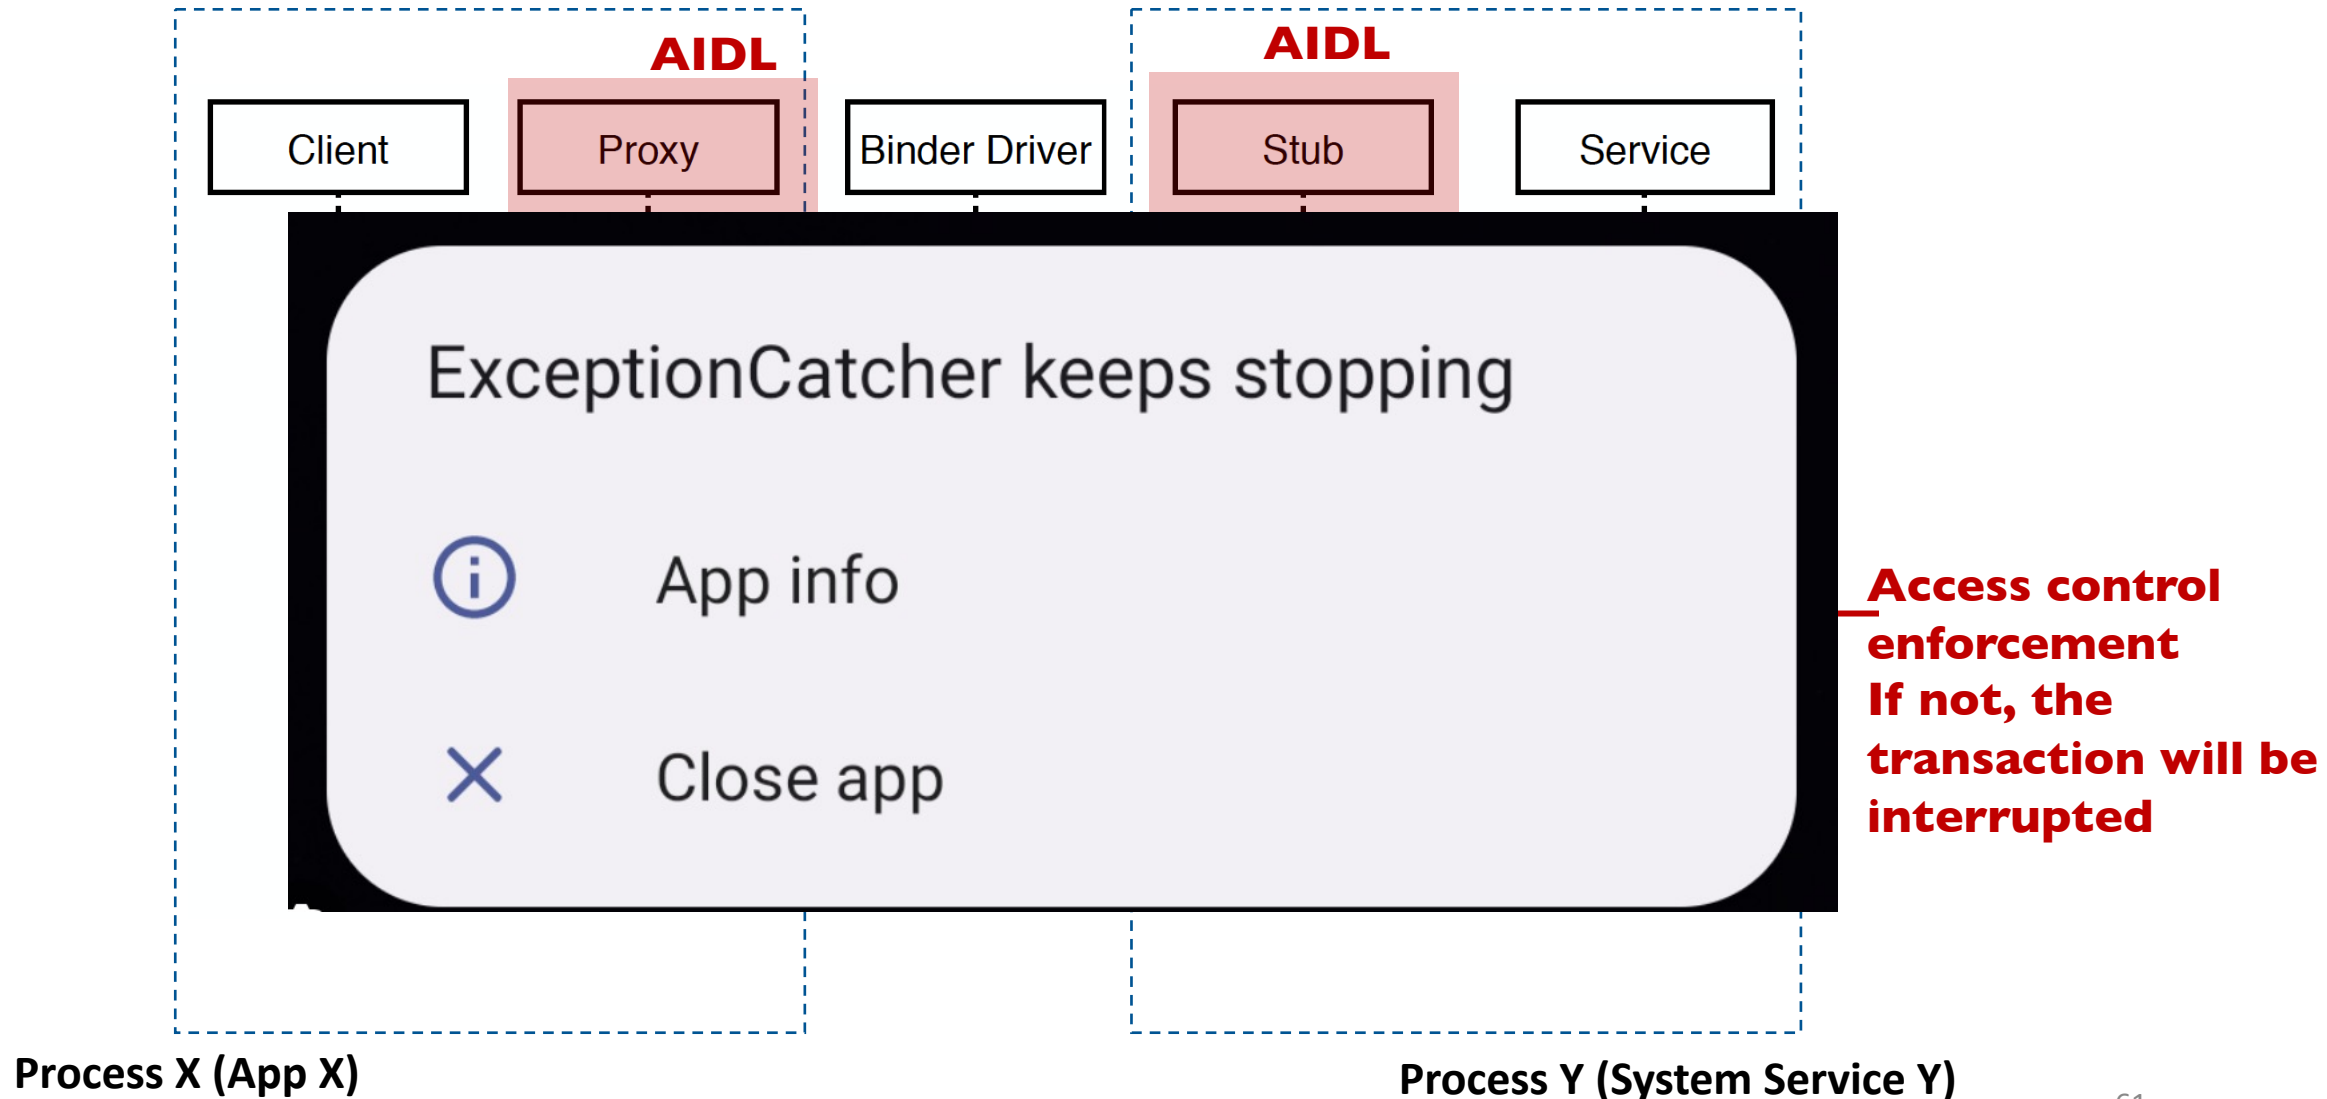 AIDL
AIDL
Client
Proxy
Binder Driver
Stub
Service
ExceptionCatcher keeps stopping
App info
Close app
Access control
enforcement
If not, the
transaction will be
interrupted
Process X (App X)
Process Y (System Service Y)